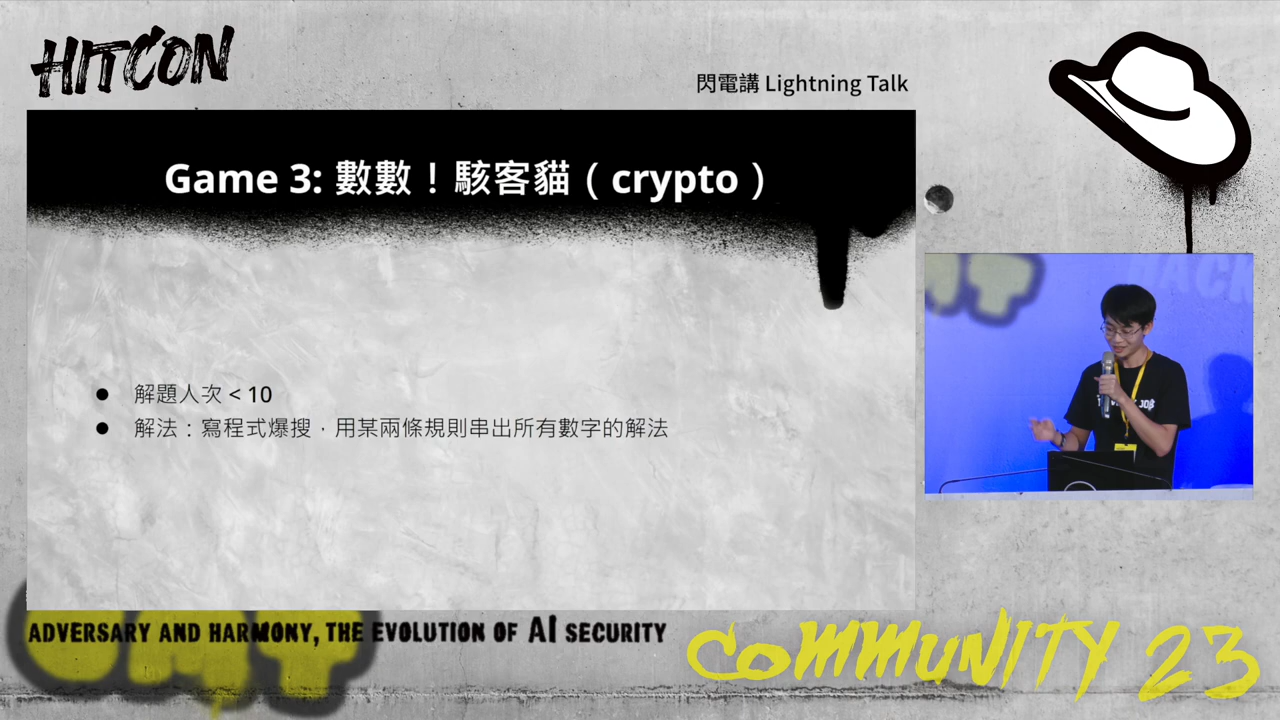 HITCON
閃電講 Lightning Talk
Game 3: 數數！駭客貓（crypto）
解題人次 < 10
解法：寫程式爆搜，用某兩條規則串出所有數字的解法
HACK
ADVERSARY AND HARMONY, THE EVOLUTION OF AI SECURITY
COMMUNITY 23